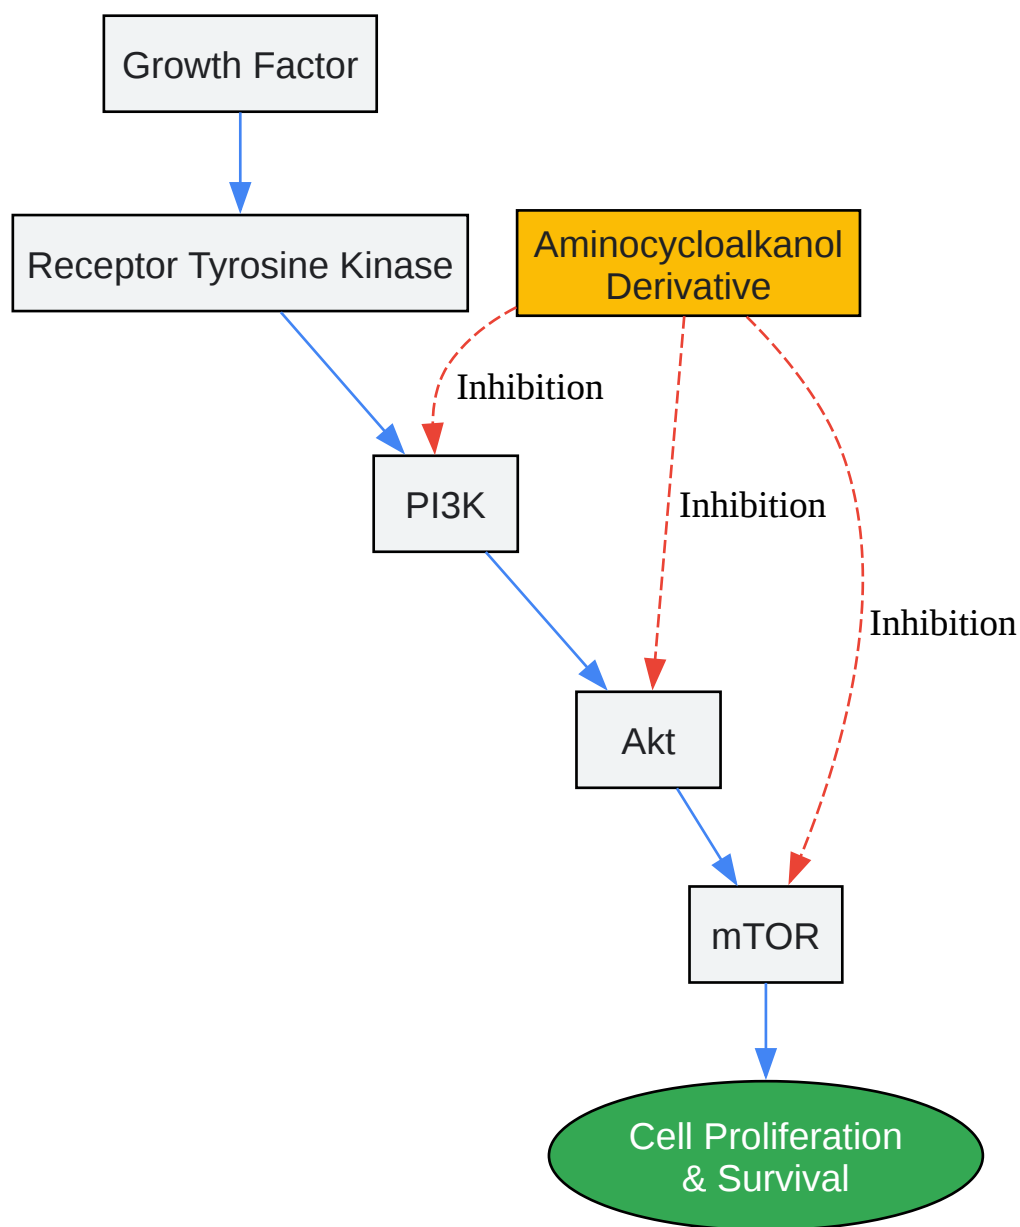 Growth Factor
Receptor Tyrosine Kinase
Aminocycloalkanol
Derivative
Inhibition
PI3K
Inhibition
Inhibition
Akt
mTOR
Cell Proliferation
& Survival